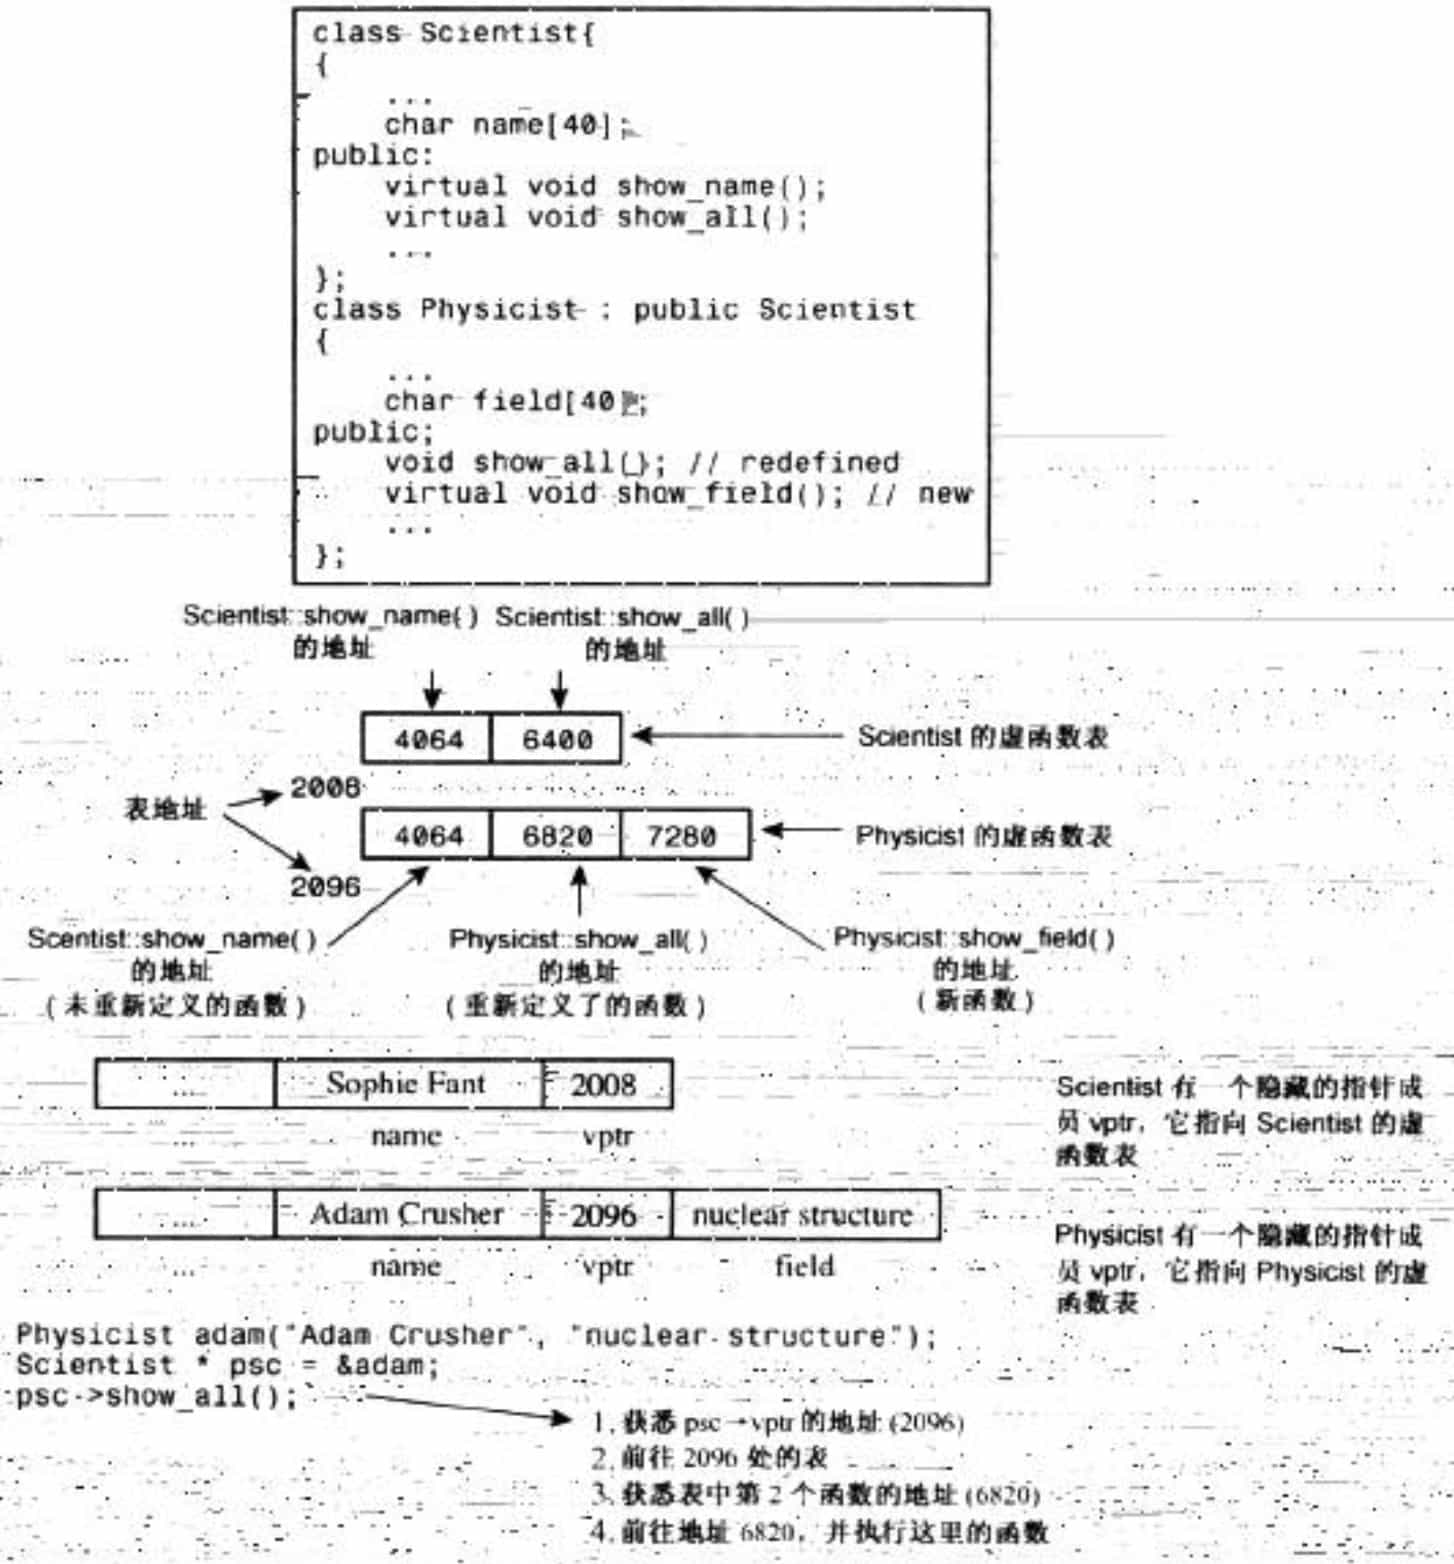 class Scientist{
{
...
char name[40];
public:
virtual void show_name();
virtual void show_all();
...
};
class Physicist : public Scientist
{
...
char field[40];
public;
void show_all(); // redefined
virtual void show_field(); // new
...
};
Scientist::show_name( ) Scientist::show_all( )
的地址 的地址
4064 6400 Scientist 的虚函数表
表地址 2008
4064 6820 7280 Physicist 的虚函数表
2096
Scentist::show_name( ) Physicist::show_all( ) Physicist::show_field( )
的地址 的地址 的地址
(未重新定义的函数) (重新定义了的函数) (新函数)
... Sophie Fant 2008
... name vptr
Scientist 有一个隐藏的指针成
员 vptr，它指向 Scientist 的虚
函数表
... Adam Crusher 2096 nuclear structure
... name vptr field
Physicist 有一个隐藏的指针成
员 vptr，它指向 Physicist 的虚
函数表
Physicist adam("Adam Crusher", "nuclear structure");
Scientist * psc = &adam;
psc->show_all();
1. 获悉 psc→vptr 的地址 (2096)
2. 前往 2096 处的表
3. 获悉表中第 2 个函数的地址 (6820)
4. 前往地址 6820，并执行这里的函数